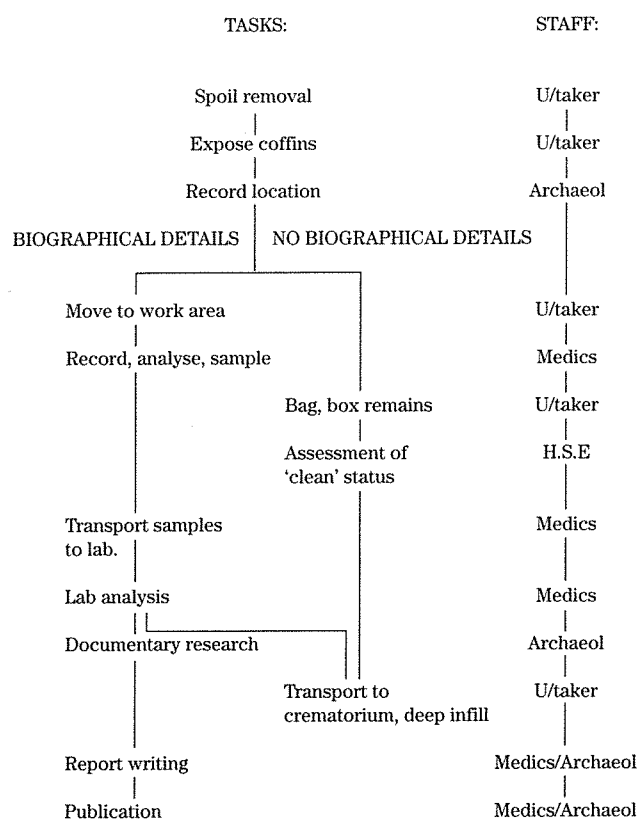 TASKS: STAFF:
Spoil removal U/taker
Expose coffins U/taker
Record location Archaeol
BIOGRAPHICAL DETAILS NO BIOGRAPHICAL DETAILS
Move to work area U/taker
Record, analyse, sample Medics
Bag, box remains U/taker
Assessment of H.S.E
‘clean’ status
Transport samples Medics
to lab.
Lab analysis Medics
Documentary research Archaeol
Transport to U/taker
crematorium, deep infill
Report writing Medics/Archaeol
Publication Medics/Archaeol